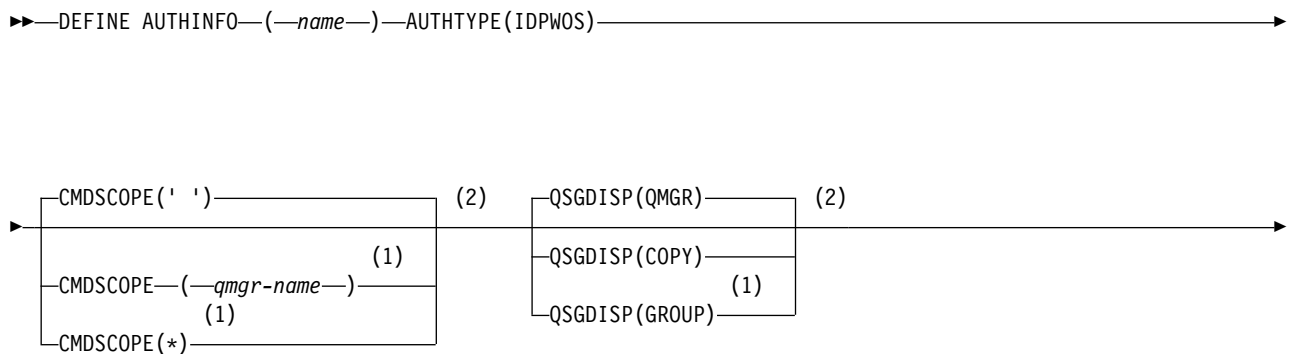 DEFINE AUTHINFO ( name ) AUTHTYPE(IDPWOS)
CMDSCOPE(' ') (2) QSGDISP(QMGR) (2)
(1) QSGDISP(COPY)
CMDSCOPE ( qmgr-name ) (1)
(1) QSGDISP(GROUP)
CMDSCOPE(*)